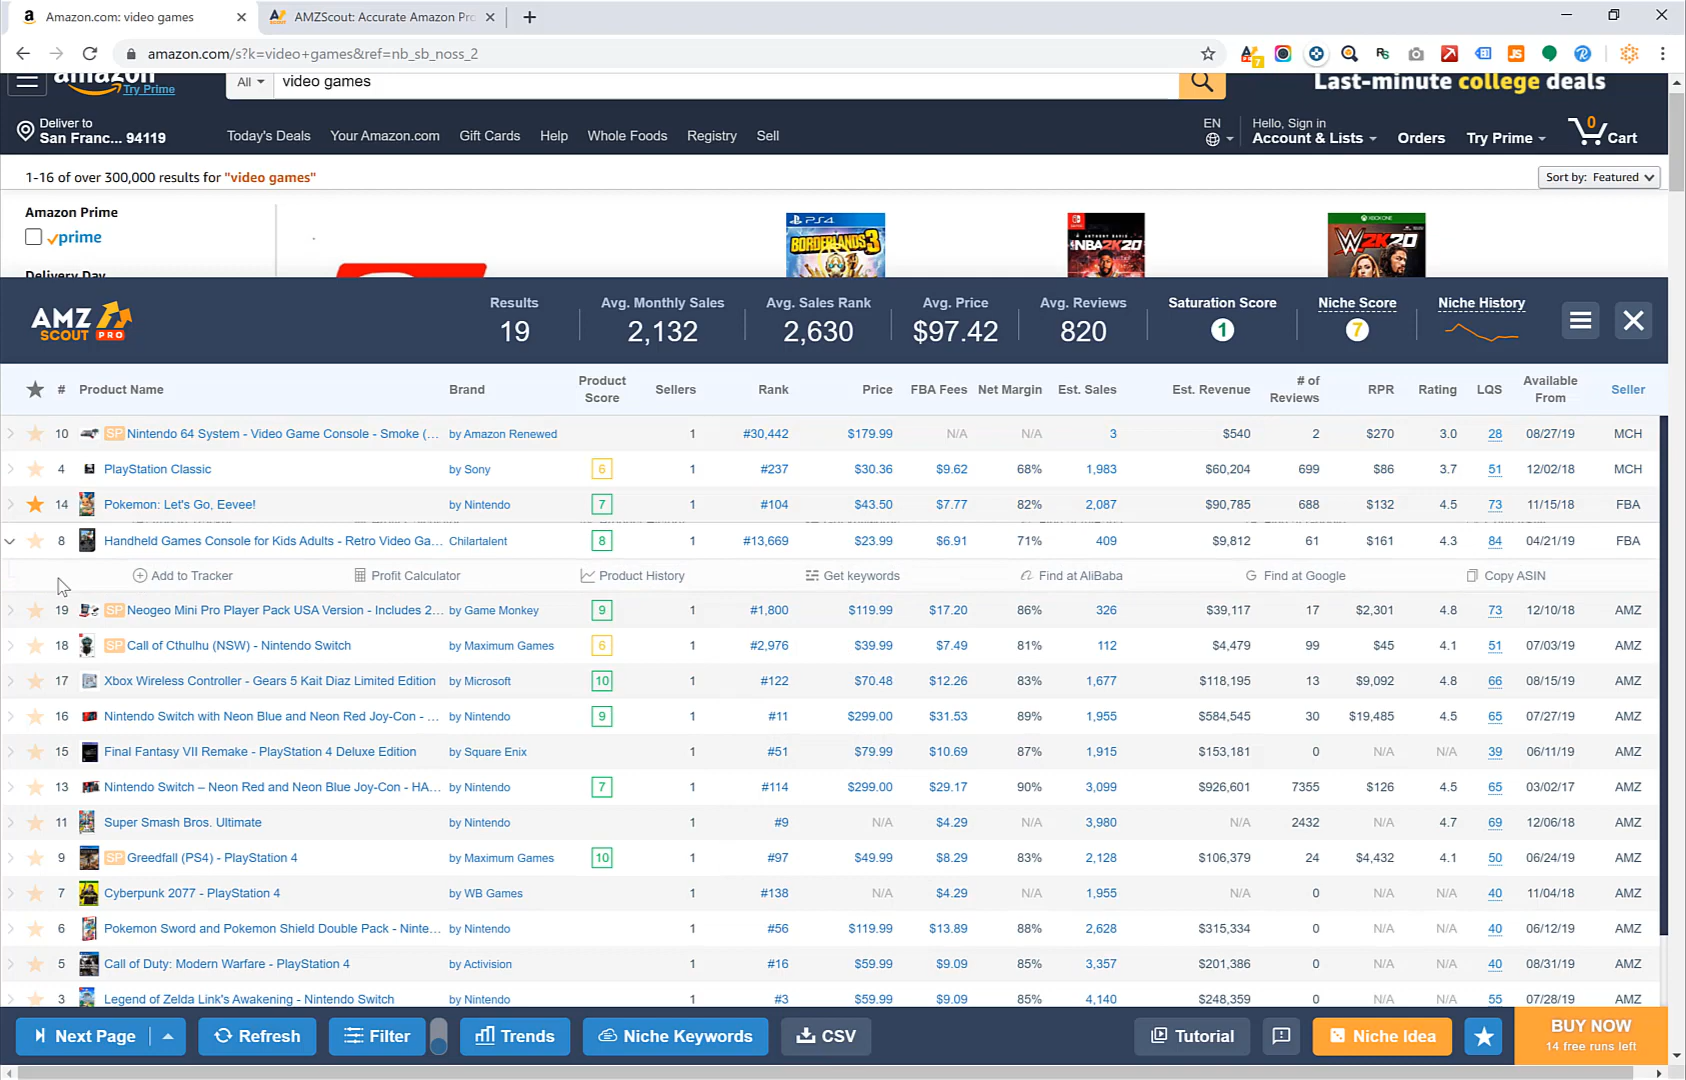 Amazon.com: video games
AMZScout: Accurate Amazon Pro
amazon.com/s?k=video+games&ref=nb_sb_noss_2
7
amazon
Try Prime
All
video games
Last-minute college deals
Deliver to
San Franc... 94119
Today's Deals Your Amazon.com Gift Cards Help Whole Foods Registry Sell
EN
Hello, Sign in
Account & Lists
Orders
Try Prime
0
Cart
1-16 of over 300,000 results for "video games"
Sort by: Featured
Amazon Prime
prime
Delivery Day
PS4
BORDERLANDS 3
NBA2K20
XBOX ONE
W2K20
AMZ
SCOUT PRO
Results
19
Avg. Monthly Sales
2,132
Avg. Sales Rank
2,630
Avg. Price
$97.42
Avg. Reviews
820
Saturation Score
1
Niche Score
7
Niche History
# Product Name Brand Product Score Sellers Rank Price FBA Fees Net Margin Est. Sales Est. Revenue # of Reviews RPR Rating LQS Available From Seller
10 SP Nintendo 64 System - Video Game Console - Smoke (... by Amazon Renewed 1 #30,442 $179.99 N/A N/A 3 $540 2 $270 3.0 28 08/27/19 MCH
4 PlayStation Classic by Sony 6 1 #237 $30.36 $9.62 68% 1,983 $60,204 699 $86 3.7 51 12/02/18 MCH
14 Pokemon: Let's Go, Eevee! by Nintendo 7 1 #104 $43.50 $7.77 82% 2,087 $90,785 688 $132 4.5 73 11/15/18 FBA
8 Handheld Games Console for Kids Adults - Retro Video Ga... Chilartalent 8 1 #13,669 $23.99 $6.91 71% 409 $9,812 61 $161 4.3 84 04/21/19 FBA
Add to Tracker Profit Calculator Product History Get keywords Find at AliBaba G Find at Google Copy ASIN
19 SP Neogeo Mini Pro Player Pack USA Version - Includes 2... by Game Monkey 9 1 #1,800 $119.99 $17.20 86% 326 $39,117 17 $2,301 4.8 73 12/10/18 AMZ
18 SP Call of Cthulhu (NSW) - Nintendo Switch by Maximum Games 6 1 #2,976 $39.99 $7.49 81% 112 $4,479 99 $45 4.1 51 07/03/19 AMZ
17 Xbox Wireless Controller - Gears 5 Kait Diaz Limited Edition by Microsoft 10 1 #122 $70.48 $12.26 83% 1,677 $118,195 13 $9,092 4.8 66 08/15/19 AMZ
16 Nintendo Switch with Neon Blue and Neon Red Joy-Con - ... by Nintendo 9 1 #11 $299.00 $31.53 89% 1,955 $584,545 30 $19,485 4.5 65 07/27/19 AMZ
15 Final Fantasy VII Remake - PlayStation 4 Deluxe Edition by Square Enix 1 #51 $79.99 $10.69 87% 1,915 $153,181 0 N/A N/A 39 06/11/19 AMZ
13 Nintendo Switch – Neon Red and Neon Blue Joy-Con - HA... by Nintendo 7 1 #114 $299.00 $29.17 90% 3,099 $926,601 7355 $126 4.5 65 03/02/17 AMZ
11 Super Smash Bros. Ultimate by Nintendo 1 #9 N/A $4.29 N/A 3,980 N/A 2432 N/A 4.7 69 12/06/18 AMZ
9 SP Greedfall (PS4) - PlayStation 4 by Maximum Games 10 1 #97 $49.99 $8.29 83% 2,128 $106,379 24 $4,432 4.1 50 06/24/19 AMZ
7 Cyberpunk 2077 - PlayStation 4 by WB Games 1 #138 N/A $4.29 N/A 1,955 N/A 0 N/A N/A 40 11/04/18 AMZ
6 Pokemon Sword and Pokemon Shield Double Pack - Ninte... by Nintendo 1 #56 $119.99 $13.89 88% 2,628 $315,334 0 N/A N/A 40 06/12/19 AMZ
5 Call of Duty: Modern Warfare - PlayStation 4 by Activision 1 #16 $59.99 $9.09 85% 3,357 $201,386 0 N/A N/A 40 08/31/19 AMZ
3 Legend of Zelda Link's Awakening - Nintendo Switch by Nintendo 1 #3 $59.99 $9.09 85% 4,140 $248,359 0 N/A N/A 55 07/28/19 AMZ
Next Page Refresh Filter Trends Niche Keywords CSV Tutorial Niche Idea
BUY NOW
14 free runs left